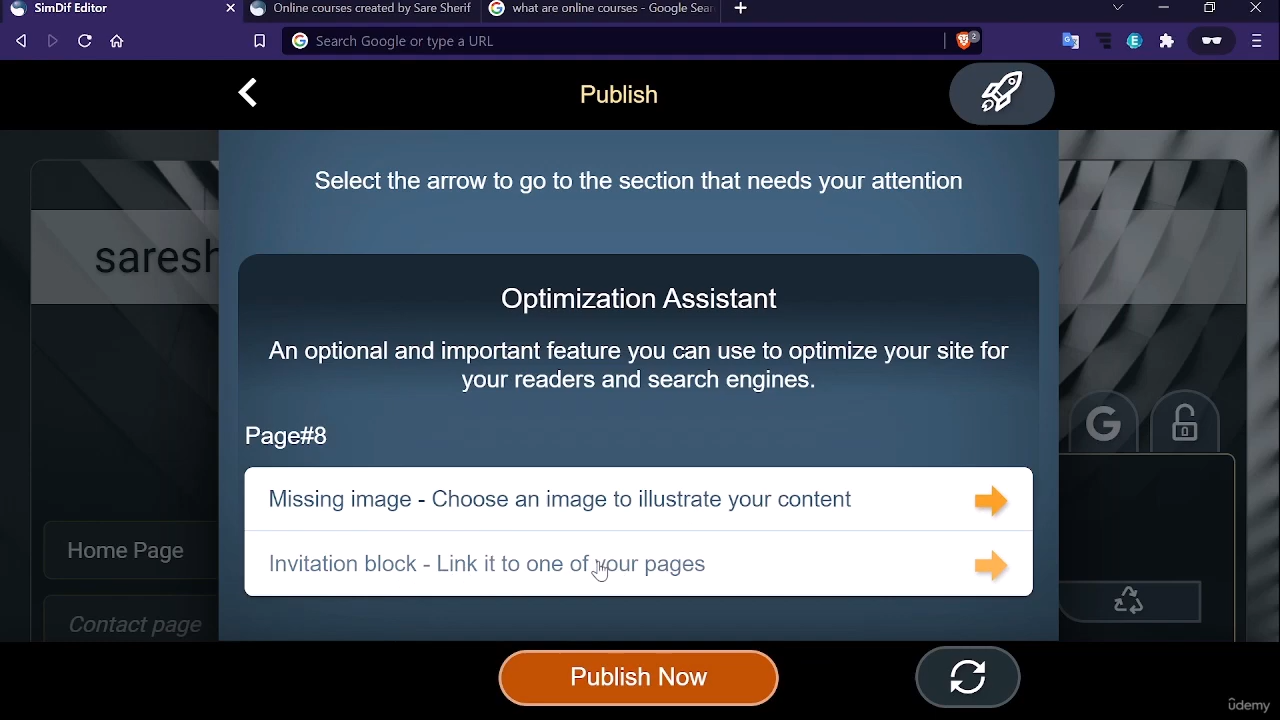 SimDif Editor
Online courses created by Sare Sherif
what are online courses - Google Sear
Search Google or type a URL
2
E
Publish
Select the arrow to go to the section that needs your attention
saresh
Optimization Assistant
An optional and important feature you can use to optimize your site for
your readers and search engines.
G
Page#8
Missing image - Choose an image to illustrate your content
Home Page
Invitation block - Link it to one of your pages
Contact page
Publish Now
ûdemy